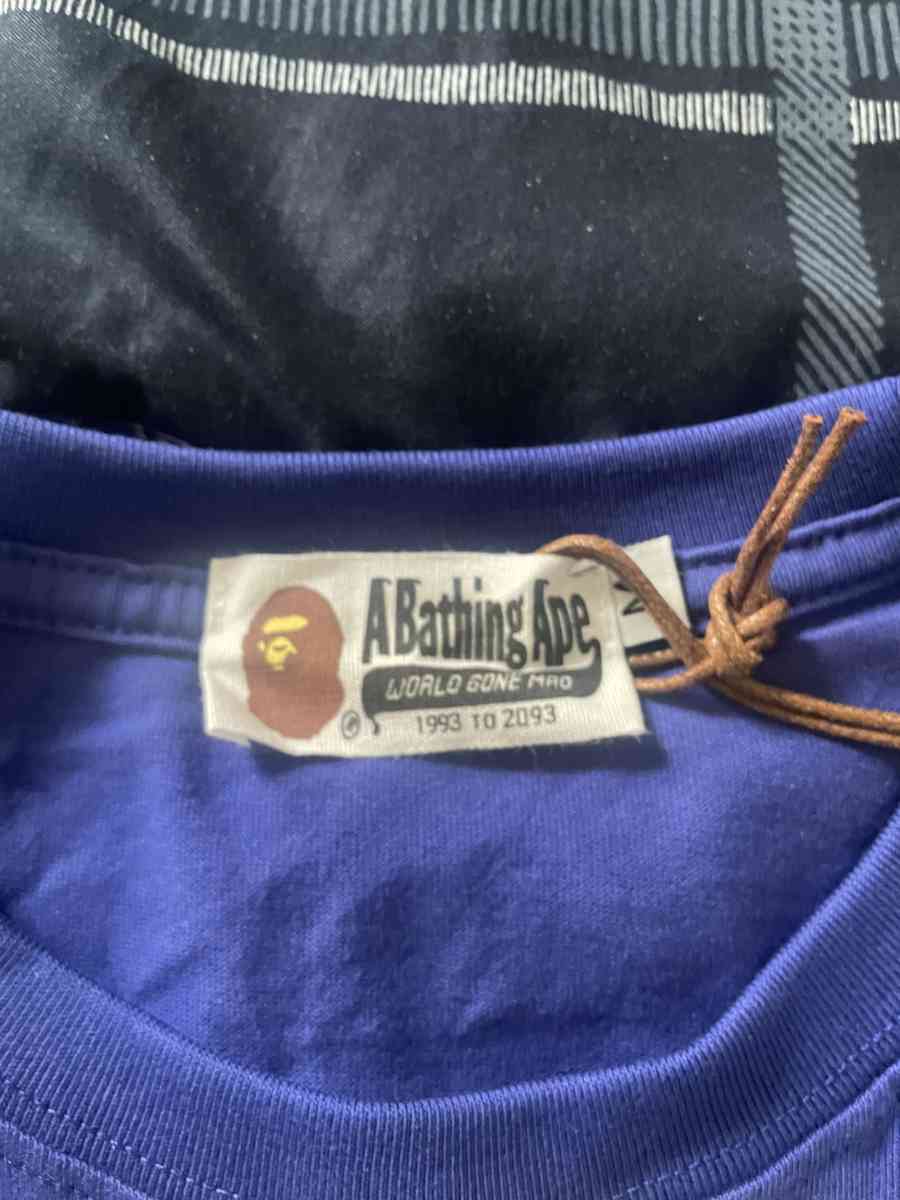 A Bathing Ape
WORLD GONE MAD
1993 TO 2093
®
M